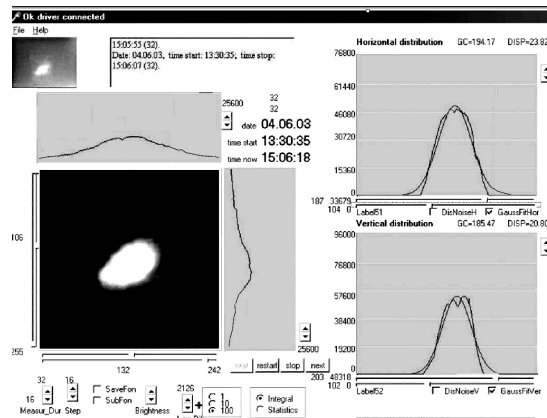 Ok driver connected
File Help
15:05:55 (32).
Date: 04.06.03, time start: 13:30:35; time stop:
15:06:07 (32).
25600
32
32
date 04.06.03
time start 13:30:35
time now 15:06:18
106
255
132 242
25600
restart stop next
32 16
16
Measur_Dur Step
SaveFon
SubFon
2126
Brightness
1
10
100
Integral
Statistics
Horizontal distribution GC=194.17 DISP=23.82
76800
61440
46080
30720
15360
0
187 33679
104 0 0
Label51 DisNoiseH GaussFitHor
Vertical distribution GC=185.47 DISP=20.80
96000
76800
57600
38400
19200
0
203 48318
102 0 0
Label52 DisNoiseV GaussFitVer